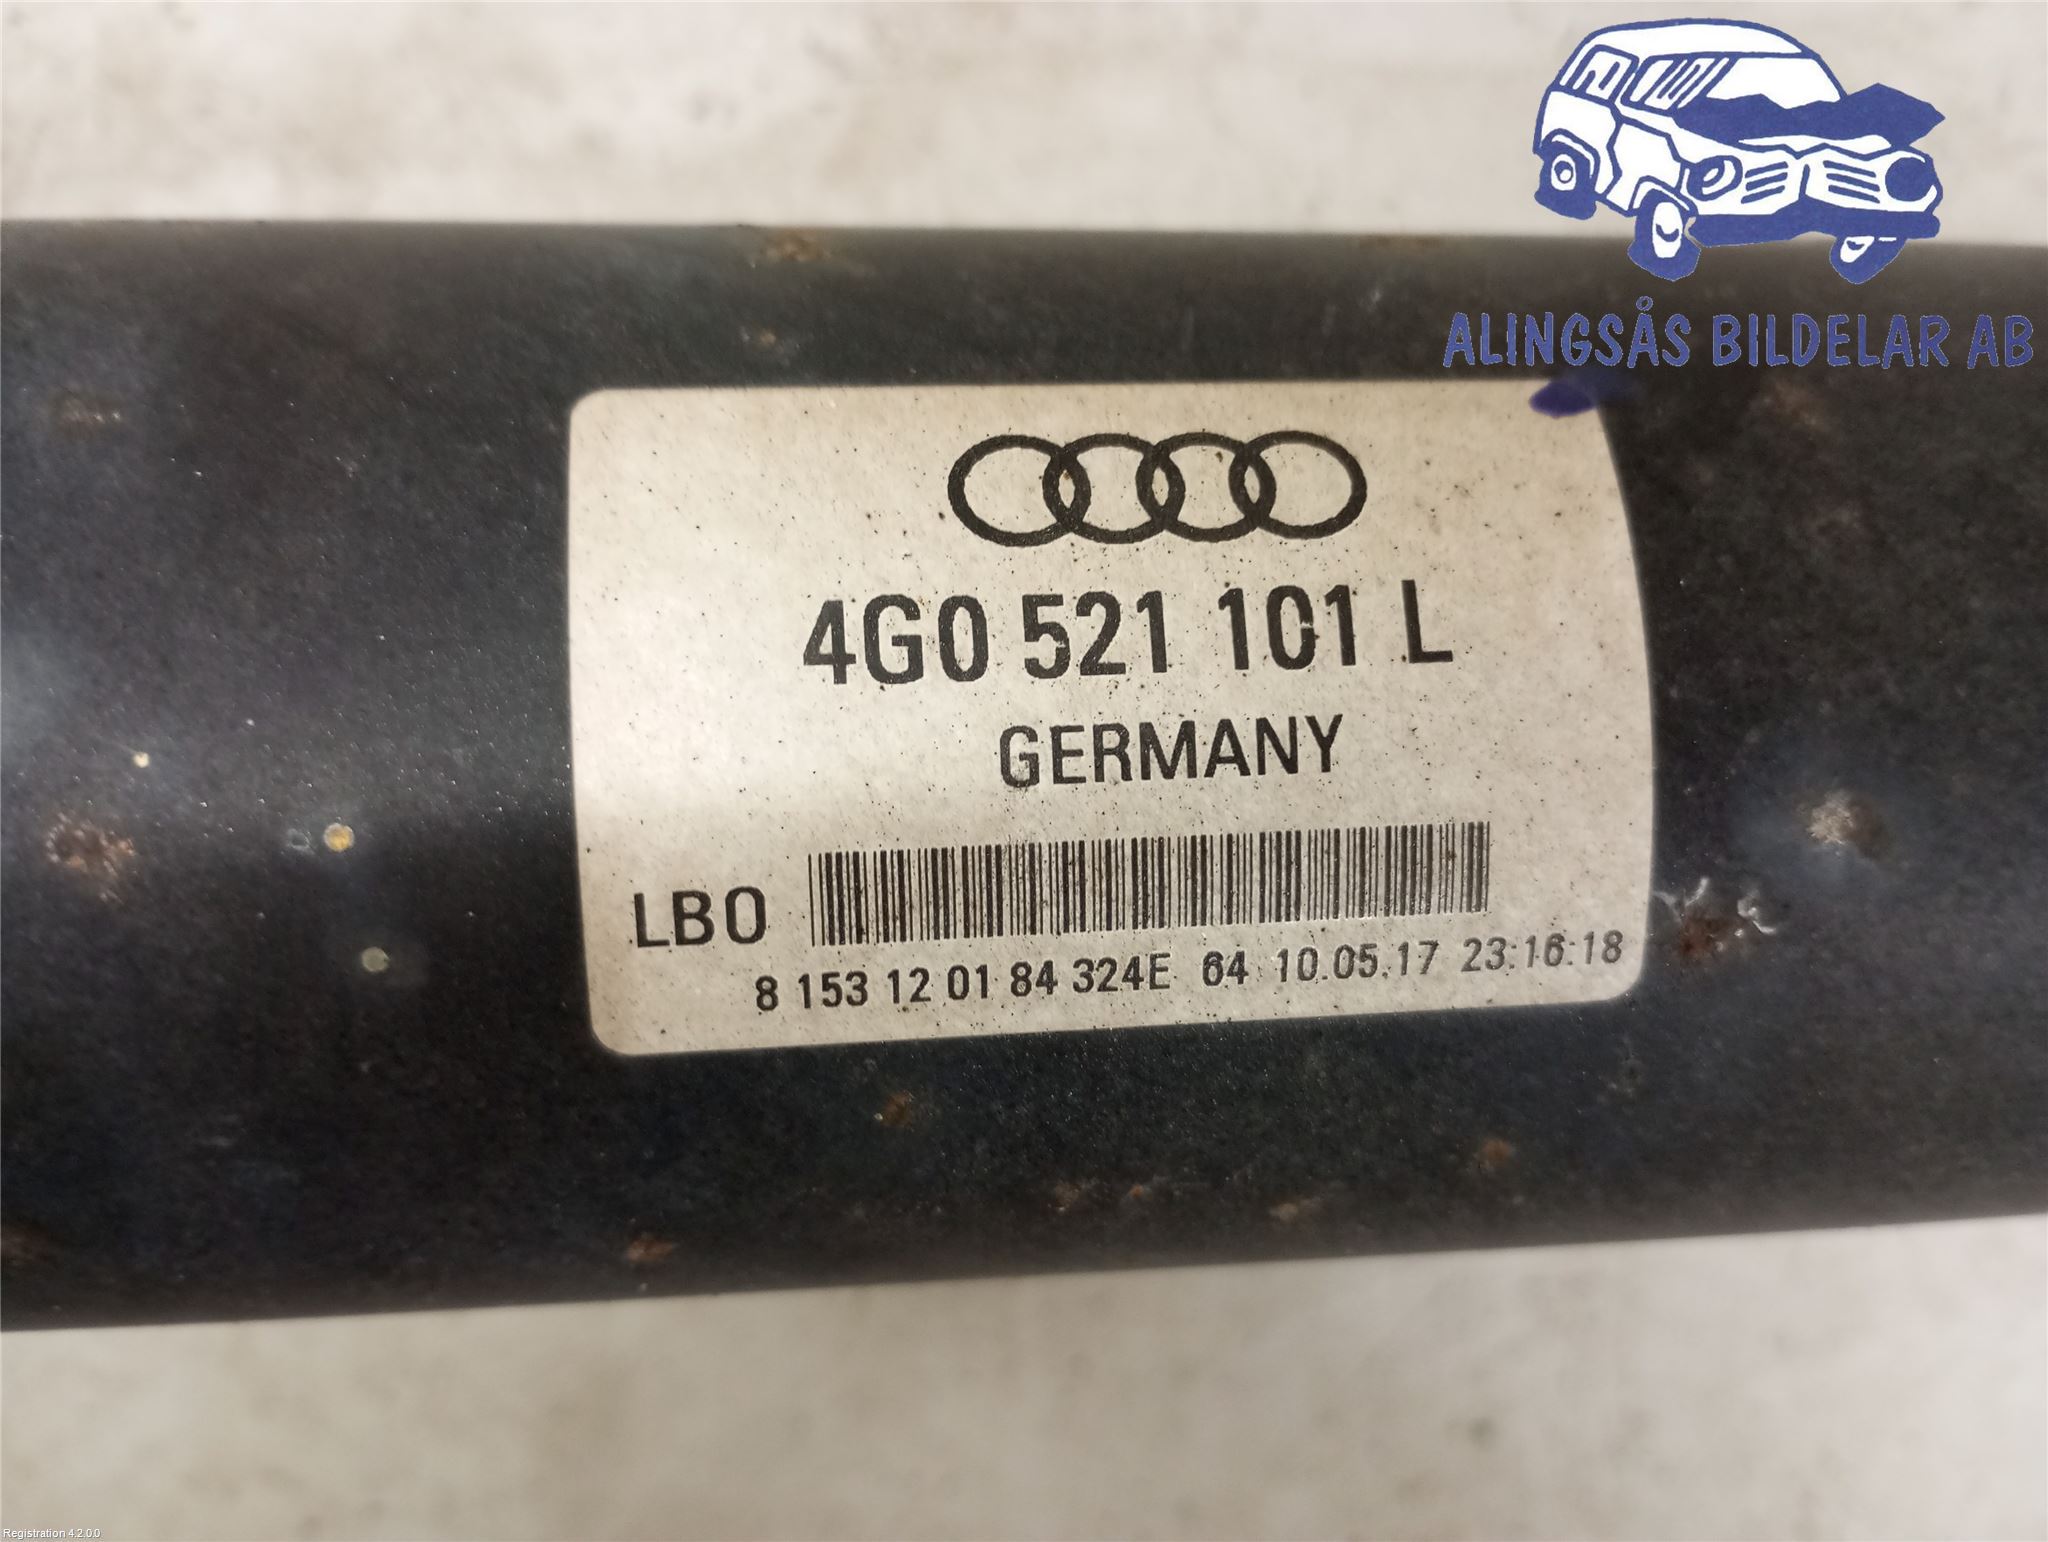 ALINGSÅS BILDELAR AB
4G0 521 101 L
GERMANY
LBO
8 153 12 01 84 324E 64 10.05.17 23:16:18
Registration 4.2.0.0